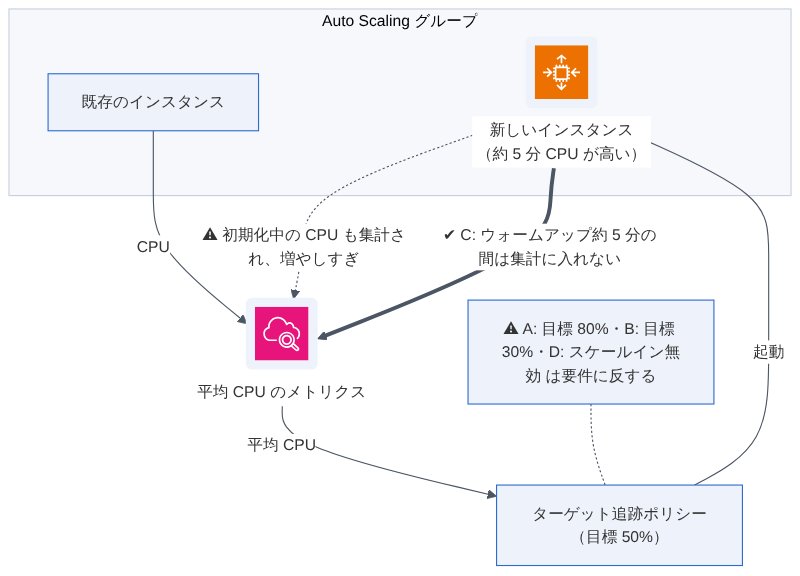 Auto Scaling グループ
既存のインスタンス
新しいインスタンス
（約 5 分 CPU が高い）
⚠ 初期化中の CPU も集計さ
れ、増やしすぎ
✔ C: ウォームアップ約 5 分の
間は集計に入れない
CPU
⚠ A: 目標 80%・B: 目標
30%・D: スケールイン無
効 は要件に反する
起動
平均 CPU のメトリクス
平均 CPU
ターゲット追跡ポリシー
（目標 50%）